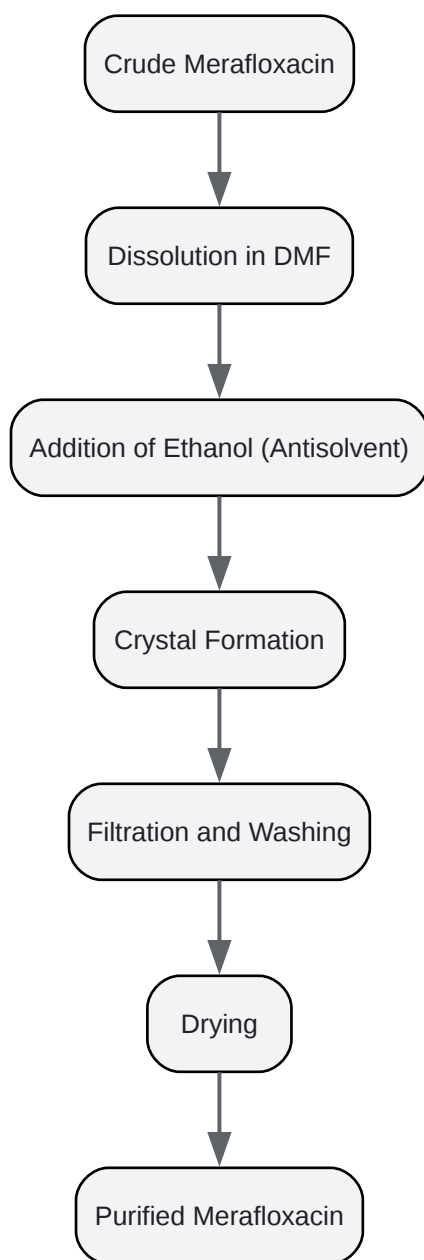 Crude Merafloxacin
Dissolution in DMF
Addition of Ethanol (Antisolvent)
Crystal Formation
Filtration and Washing
Drying
Purified Merafloxacin